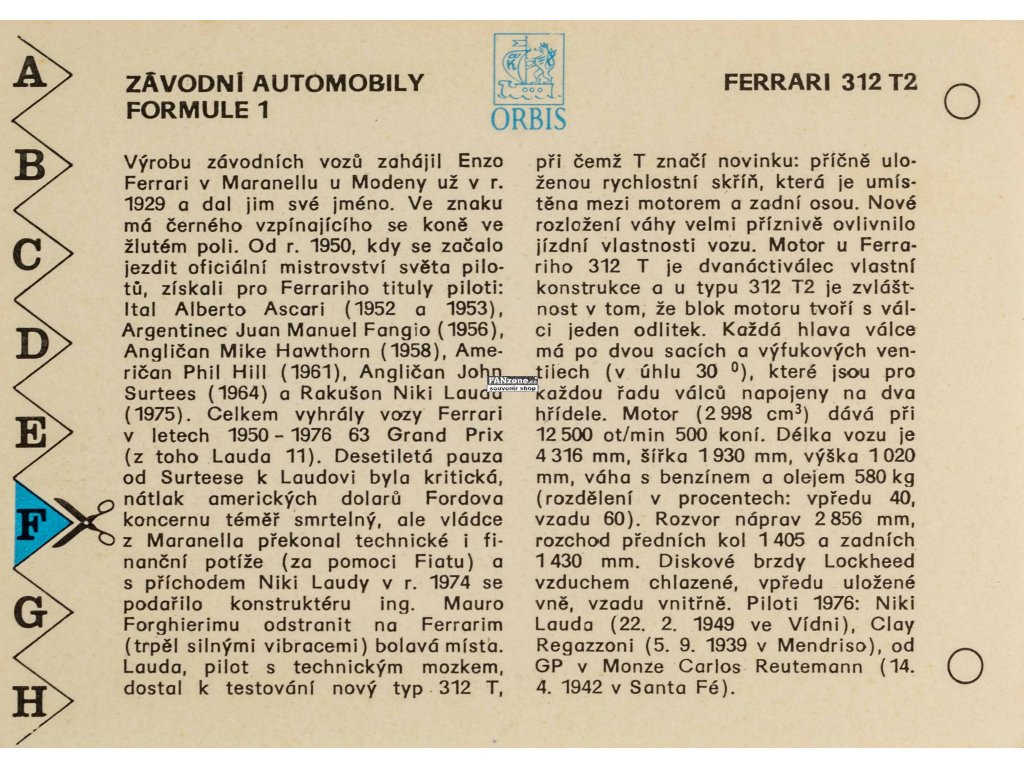 A
B
C
D
E
F
G
H
ZÁVODNÍ AUTOMOBILY
FORMULE 1
ORBIS
FERRARI 312 T2
Výrobu závodních vozů zahájil Enzo
Ferrari v Maranellu u Modeny už v r.
1929 a dal jim své jméno. Ve znaku
má černého vzpínajícího se koně ve
žlutém poli. Od r. 1950, kdy se začalo
jezdit oficiální mistrovství světa pilo-
tů, získali pro Ferrariho tituly piloti:
Ital Alberto Ascari (1952 a 1953),
Argentinec Juan Manuel Fangio (1956),
Angličan Mike Hawthorn (1958), Ame-
ričan Phil Hill (1961), Angličan John
Surtees (1964) a Rakušon Niki Lauda
(1975). Celkem vyhrály vozy Ferrari
v letech 1950 – 1976 63 Grand Prix
(z toho Lauda 11). Desetiletá pauza
od Surteese k Laudovi byla kritická,
nátlak amerických dolarů Fordova
koncernu téměř smrtelný, ale vládce
z Maranella překonal technické i fi-
nanční potíže (za pomoci Fiatu) a
s příchodem Niki Laudy v r. 1974 se
podařilo konstruktéru ing. Mauro
Forghierimu odstranit na Ferrarim
(trpěl silnými vibracemi) bolavá místa.
Lauda, pilot s technickým mozkem,
dostal k testování nový typ 312 T,
při čemž T značí novinku: příčně ulo-
ženou rychlostní skříň, která je umís-
těna mezi motorem a zadní osou. Nové
rozložení váhy velmi příznivě ovlivnilo
jízdní vlastnosti vozu. Motor u Ferra-
riho 312 T je dvanáctiválec vlastní
konstrukce a u typu 312 T2 je zvlášt-
nost v tom, že blok motoru tvoří s vál-
ci jeden odlitek. Každá hlava válce
má po dvou sacích a výfukových ven-
tilech (v úhlu 30 ⁰), které jsou pro
každou řadu válců napojeny na dva
hřídele. Motor (2 998 cm³) dává při
12 500 ot/min 500 koní. Délka vozu je
4 316 mm, šířka 1 930 mm, výška 1 020
mm, váha s benzínem a olejem 580 kg
(rozdělení v procentech: vpředu 40,
vzadu 60). Rozvor náprav 2 856 mm,
rozchod předních kol 1 405 a zadních
1 430 mm. Diskové brzdy Lockheed
vzduchem chlazené, vpředu uložené
vně, vzadu vnitřně. Piloti 1976: Niki
Lauda (22. 2. 1949 ve Vídni), Clay
Regazzoni (5. 9. 1939 v Mendriso), od
GP v Monze Carlos Reutemann (14.
4. 1942 v Santa Fé).
FANzone.cz
souvenir shop